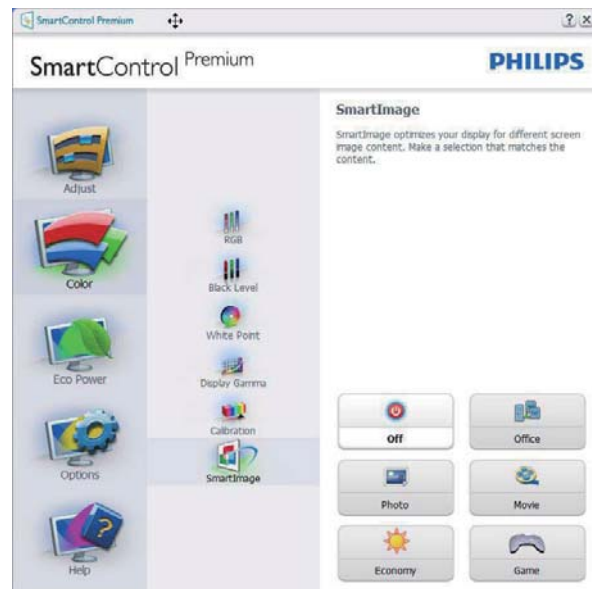 SmartControl Premium
SmartControl Premium
PHILIPS
Adjust
Color
Eco Power
Options
Help
RGB
Black Level
White Point
Display Gamma
Calibration
SmartImage
SmartImage
SmartImage optimizes your display for different screen
image content. Make a selection that matches the
content.
Off
Office
Photo
Movie
Economy
Game